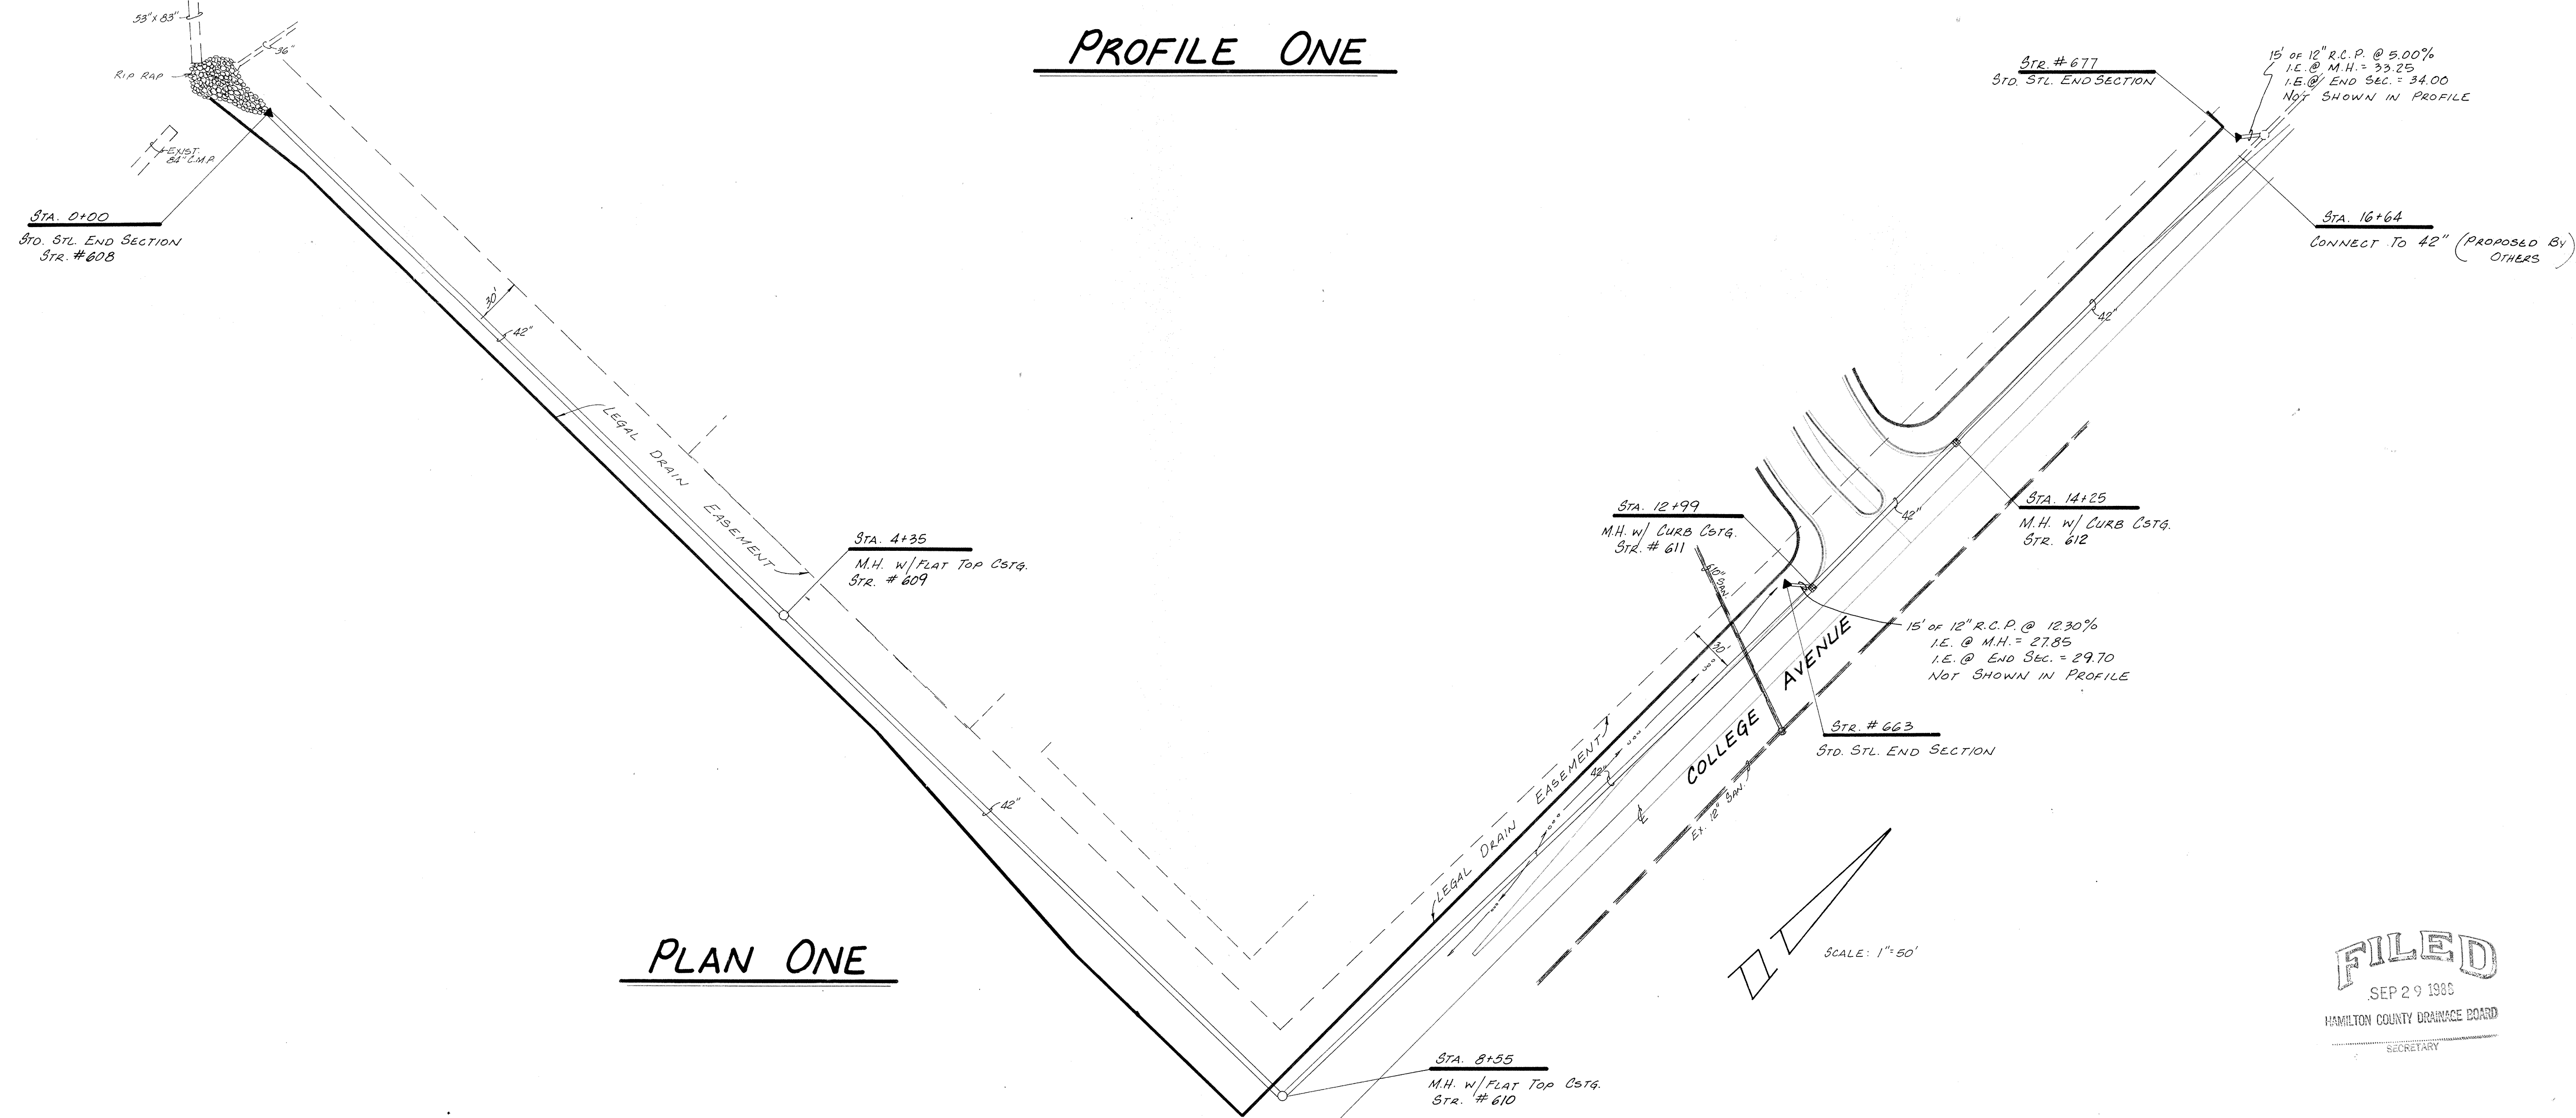 PROFILE ONE
53" X 83"
36"
RIP RAP
EXIST.
84" C.M.P.
STA. 0+00
STD. STL. END SECTION
STR. #608
30'
42"
LEGAL DRAIN EASEMENT
STA. 4+35
M.H. W/ FLAT TOP CSTG.
STR. #609
42"
PLAN ONE
STR. #677
STD. STL. END SECTION
15' OF 12" R.C.P. @ 5.00%
I.E. @ M.H. = 33.25
I.E. @ END SEC. = 34.00
NOT SHOWN IN PROFILE
STA. 16+64
CONNECT TO 42" (PROPOSED BY
OTHERS)
42"
STA. 12+99
M.H. W/ CURB CSTG.
STR. #611
10" SAN.
42"
STA. 14+25
M.H. W/ CURB CSTG.
STR. 612
15' OF 12" R.C.P. @ 12.30%
I.E. @ M.H. = 27.85
I.E. @ END SEC. = 29.70
NOT SHOWN IN PROFILE
30'
COLLEGE AVENUE
STR. #663
STD. STL. END SECTION
42"
LEGAL DRAIN EASEMENT
EX. 12" SAN.
SCALE: 1"=50'
STA. 8+55
M.H. W/ FLAT TOP CSTG.
STR. #610
FILED
SEP 29 1988
HAMILTON COUNTY DRAINAGE BOARD
SECRETARY